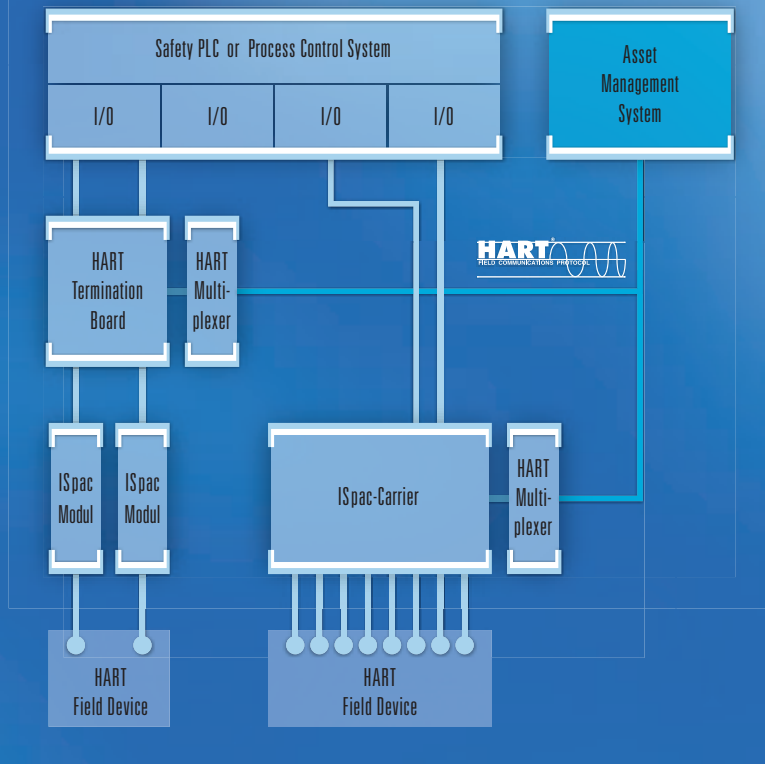 Safety PLC or Process Control System
I/O
I/O
I/O
I/O
Asset
Management
System
HART
Termination
Board
HART
Multi-
plexer
HART®
FIELD COMMUNICATIONS PROTOCOL
ISpac
Modul
ISpac
Modul
ISpac-Carrier
HART
Multi-
plexer
HART
Field Device
HART
Field Device